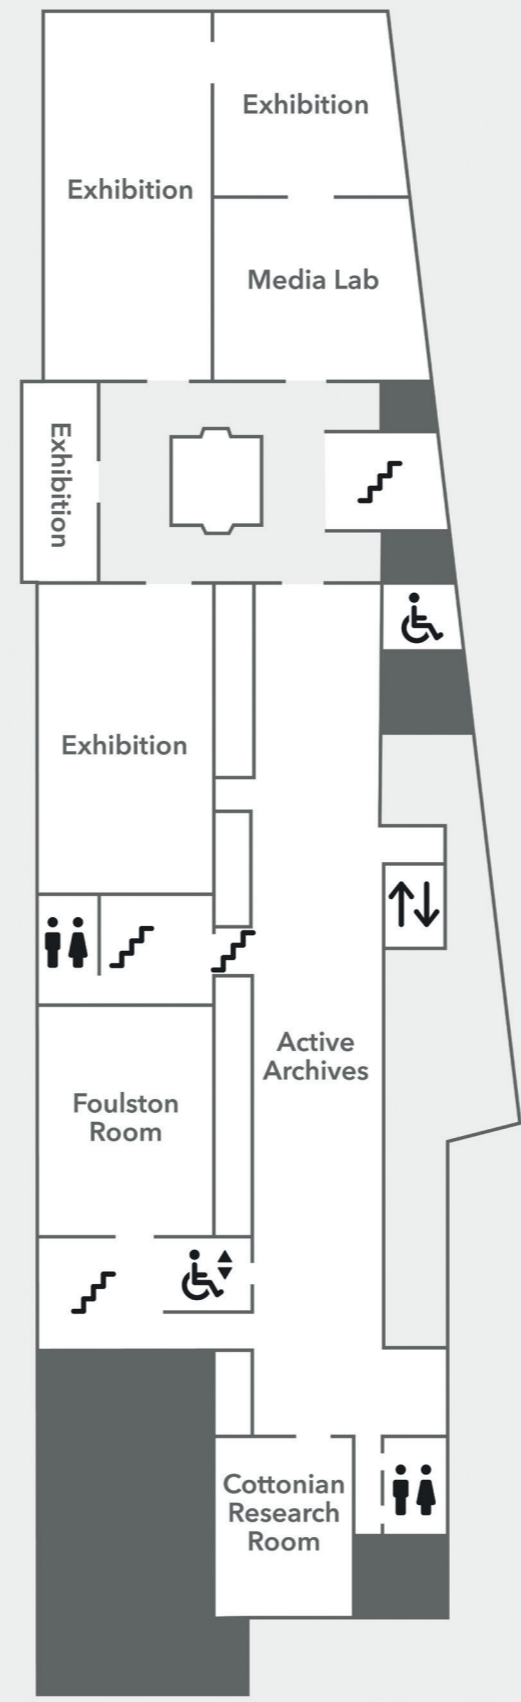 Exhibition
Exhibition
Media Lab
Exhibition
Exhibition
Active
Archives
Foulston
Room
Cottonian
Research
Room